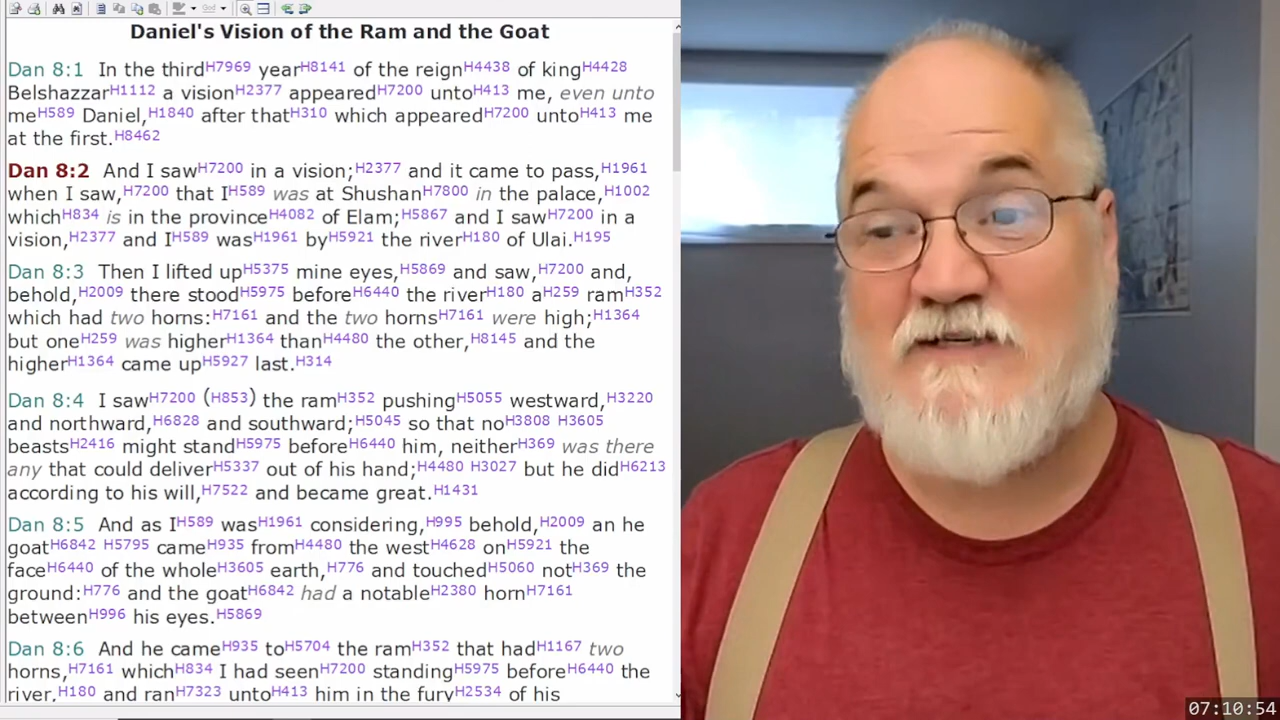 Daniel's Vision of the Ram and the Goat
Dan 8:1 In the thirdH7969 yearH8141 of the reignH4438 of kingH4428
BelshazzarH1112 a visionH2377 appearedH7200 untoH413 me, even unto
meH589 Daniel,H1840 after thatH310 which appearedH7200 untoH413 me
at the first.H8462
Dan 8:2 And I sawH7200 in a vision;H2377 and it came to pass,H1961
when I saw,H7200 that IH589 was at ShushanH7800 in the palace,H1002
whichH834 is in the provinceH4082 of Elam;H5867 and I sawH7200 in a
vision,H2377 and IH589 wasH1961 byH5921 the riverH180 of Ulai.H195
Dan 8:3 Then I lifted upH5375 mine eyes,H5869 and saw,H7200 and,
behold,H2009 there stoodH5975 beforeH6440 the riverH180 aH259 ramH352
which had two horns:H7161 and the two hornsH7161 were high;H1364
but oneH259 was higherH1364 thanH4480 the other,H8145 and the
higherH1364 came upH5927 last.H314
Dan 8:4 I sawH7200 (H853) the ramH352 pushingH5055 westward,H3220
and northward,H6828 and southward;H5045 so that noH3808 H3605
beastsH2416 might standH5975 beforeH6440 him, neitherH369 was there
any that could deliverH5337 out of his hand;H4480 H3027 but he didH6213
according to his will,H7522 and became great.H1431
Dan 8:5 And as IH589 wasH1961 considering,H995 behold,H2009 an he
goatH6842 H5795 cameH935 fromH4480 the westH4628 onH5921 the
faceH6440 of the wholeH3605 earth,H776 and touchedH5060 notH369 the
ground:H776 and the goatH6842 had a notableH2380 hornH7161
betweenH996 his eyes.H5869
Dan 8:6 And he cameH935 toH5704 the ramH352 that hadH1167 two
horns,H7161 whichH834 I had seenH7200 standingH5975 beforeH6440 the
river,H180 and ranH7323 untoH413 him in the furyH2534 of his
07:10:54